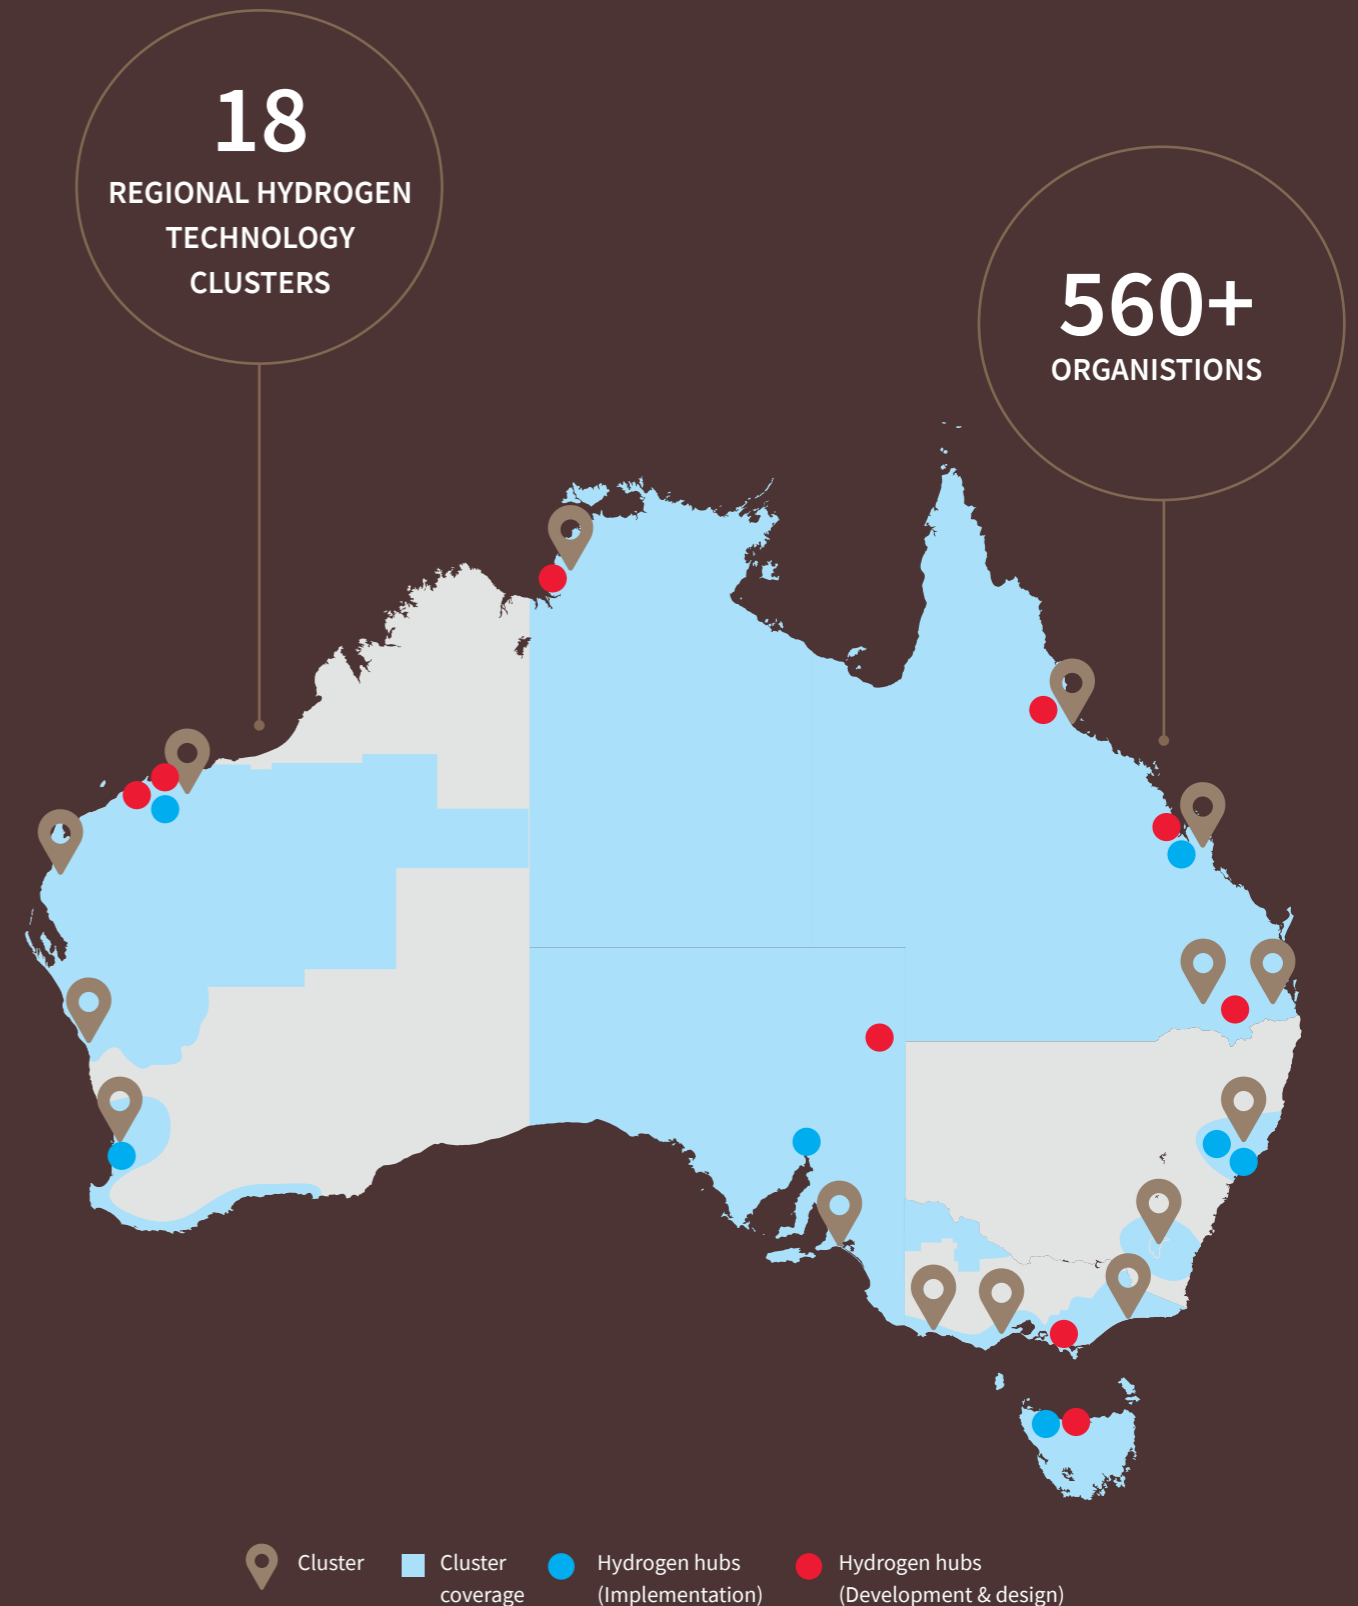 18
REGIONAL HYDROGEN
TECHNOLOGY
CLUSTERS
560+
ORGANISTIONS
Cluster
Cluster
coverage
Hydrogen hubs
(Implementation)
Hydrogen hubs
(Development & design)